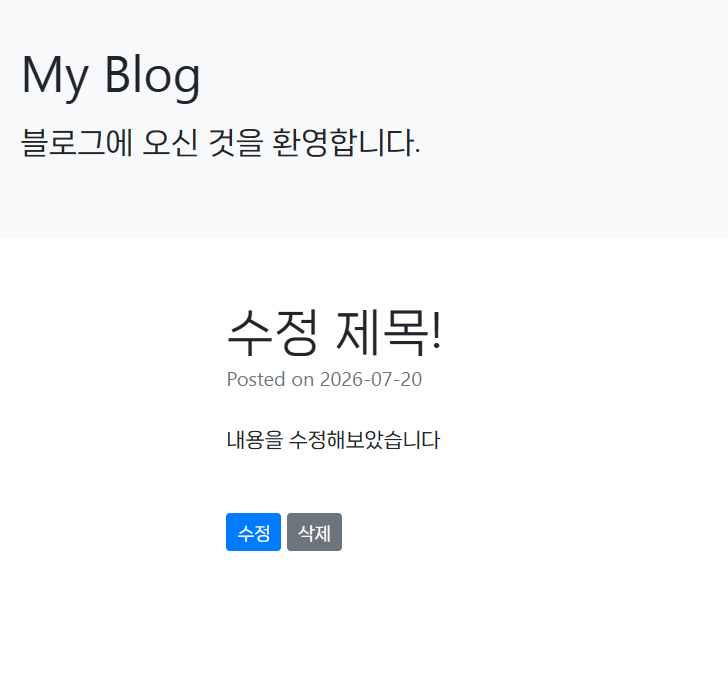 My Blog
블로그에 오신 것을 환영합니다.
수정 제목!
Posted on 2026-07-20
내용을 수정해보았습니다
수정 삭제